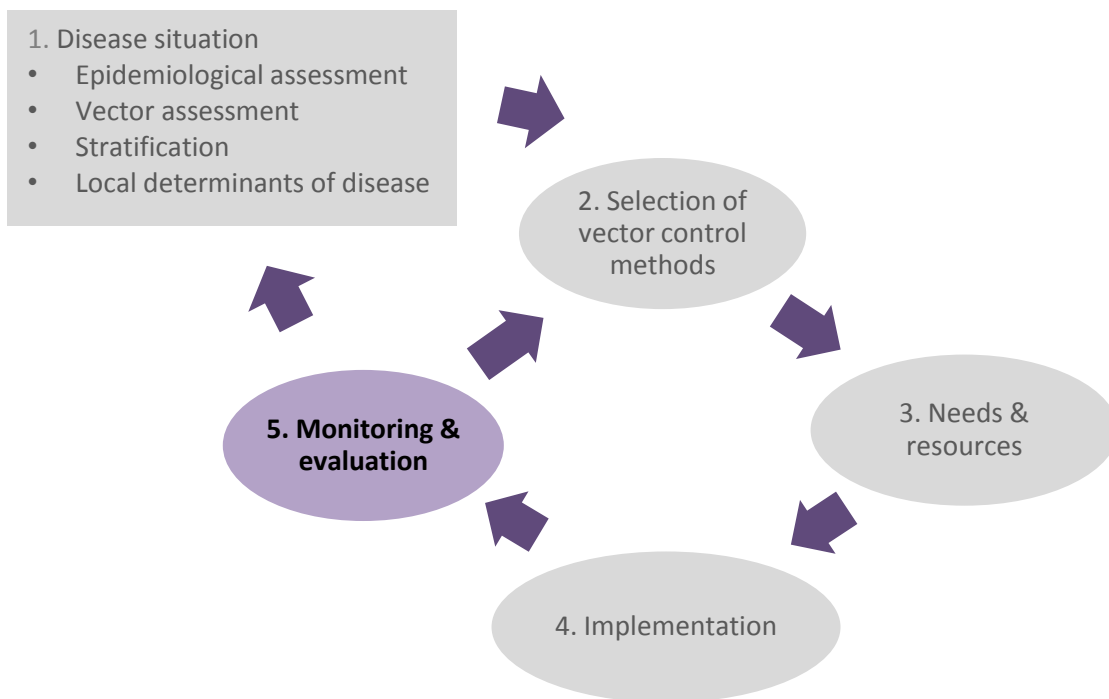 1. Disease situation
• Epidemiological assessment
• Vector assessment
• Stratification
• Local determinants of disease
2. Selection of
vector control
methods
3. Needs &
resources
4. Implementation
5. Monitoring &
evaluation